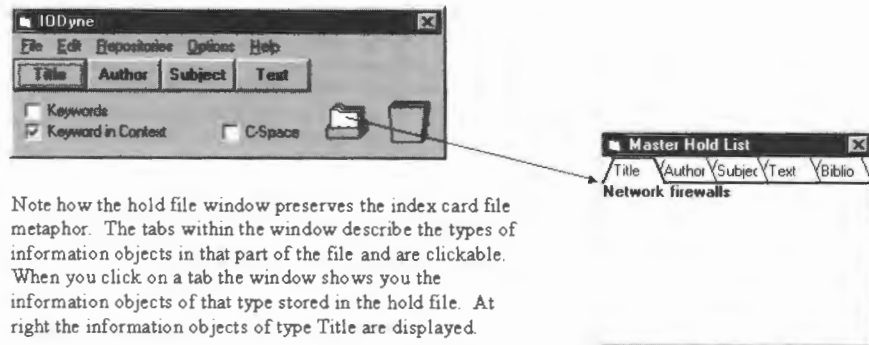 IODyne
File Edit Repositories Options Help
Title Author Subject Text
Keywords
Keyword in Context C-Space
Master Hold List
Title Author Subjec Text Biblio
Network firewalls
Note how the hold file window preserves the index card file
metaphor. The tabs within the window describe the types of
information objects in that part of the file and are clickable.
When you click on a tab the window shows you the
information objects of that type stored in the hold file. At
right the information objects of type Title are displayed.